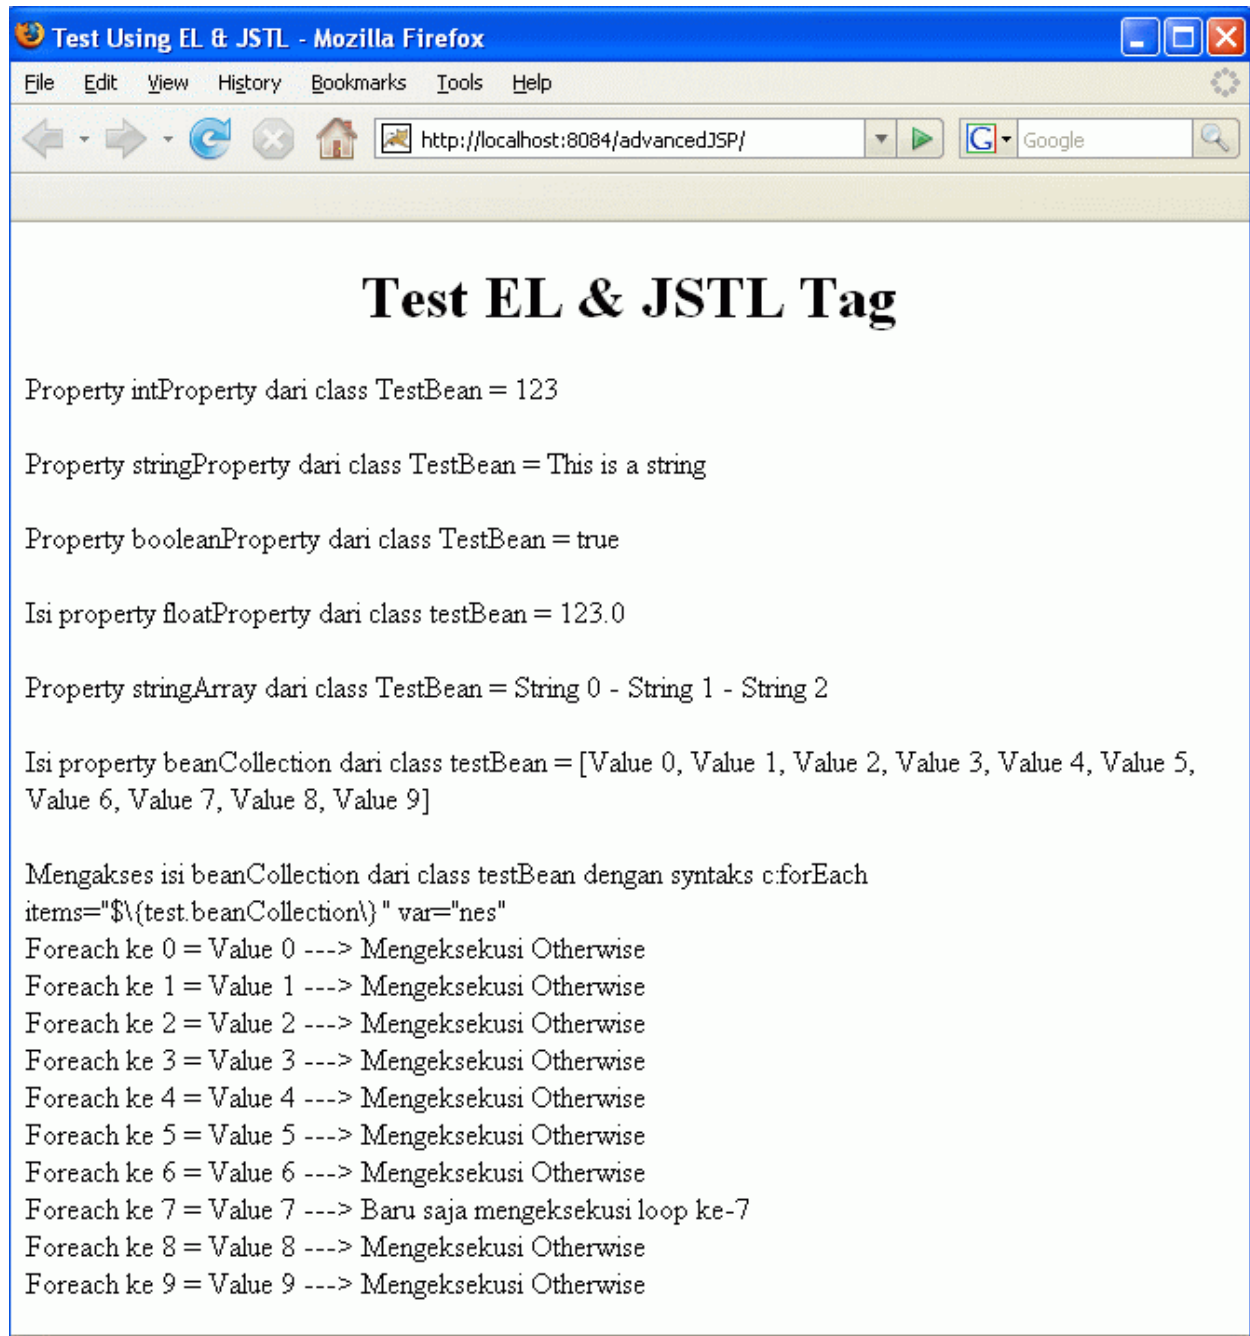 Test Using EL & JSTL - Mozilla Firefox
File Edit View History Bookmarks Tools Help
http://localhost:8084/advancedJSP/ G Google
Test EL & JSTL Tag
Property intProperty dari class TestBean = 123
Property stringProperty dari class TestBean = This is a string
Property booleanProperty dari class TestBean = true
Isi property floatProperty dari class testBean = 123.0
Property stringArray dari class TestBean = String 0 - String 1 - String 2
Isi property beanCollection dari class testBean = [Value 0, Value 1, Value 2, Value 3, Value 4, Value 5,
Value 6, Value 7, Value 8, Value 9]
Mengakses isi beanCollection dari class testBean dengan syntaks c:forEach
items="$\{test.beanCollection\}" var="nes"
Foreach ke 0 = Value 0 ---> Mengeksekusi Otherwise
Foreach ke 1 = Value 1 ---> Mengeksekusi Otherwise
Foreach ke 2 = Value 2 ---> Mengeksekusi Otherwise
Foreach ke 3 = Value 3 ---> Mengeksekusi Otherwise
Foreach ke 4 = Value 4 ---> Mengeksekusi Otherwise
Foreach ke 5 = Value 5 ---> Mengeksekusi Otherwise
Foreach ke 6 = Value 6 ---> Mengeksekusi Otherwise
Foreach ke 7 = Value 7 ---> Baru saja mengeksekusi loop ke-7
Foreach ke 8 = Value 8 ---> Mengeksekusi Otherwise
Foreach ke 9 = Value 9 ---> Mengeksekusi Otherwise